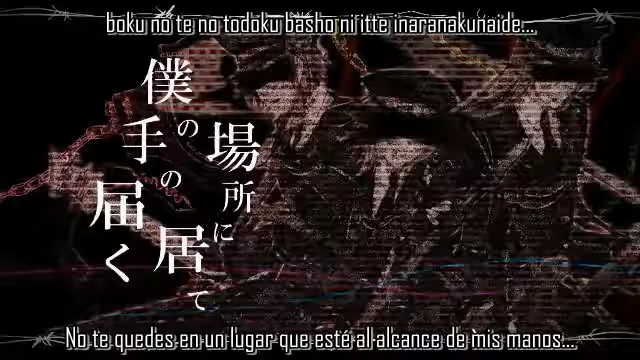 boku no te no todoku basho ni itte inaranakunaide...
僕の
手の
届く
場所に
居て
No te quedes en un lugar que esté al alcance de mis manos...